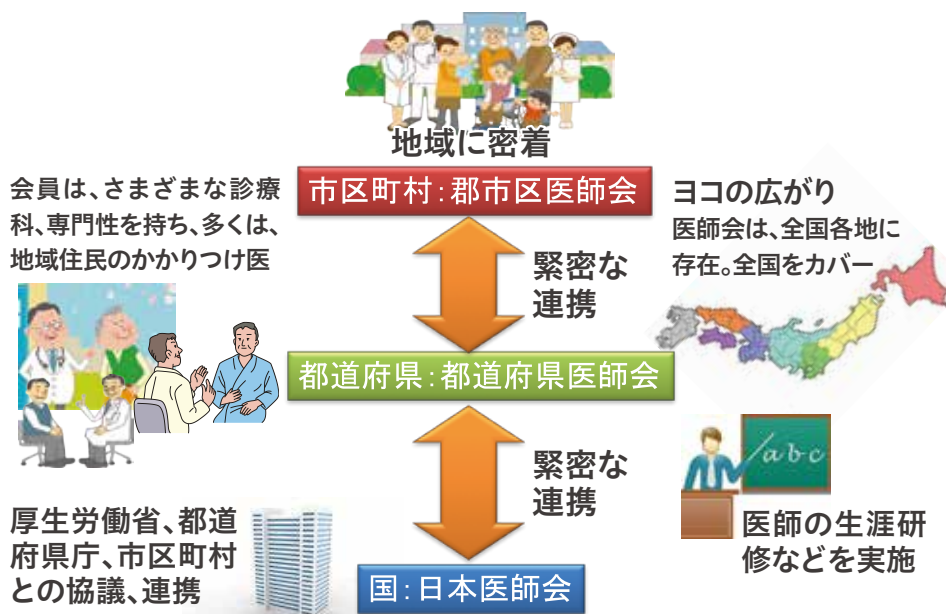 地域に密着
市区町村：郡市区医師会
会員は、さまざまな診療
科、専門性を持ち、多くは、
地域住民のかかりつけ医
ヨコの広がり
医師会は、全国各地に
存在。全国をカバー
緊密な
連携
都道府県：都道府県医師会
緊密な
連携
abc
医師の生涯研
修などを実施
厚生労働省、都道
府県庁、市区町村
との協議、連携
国：日本医師会